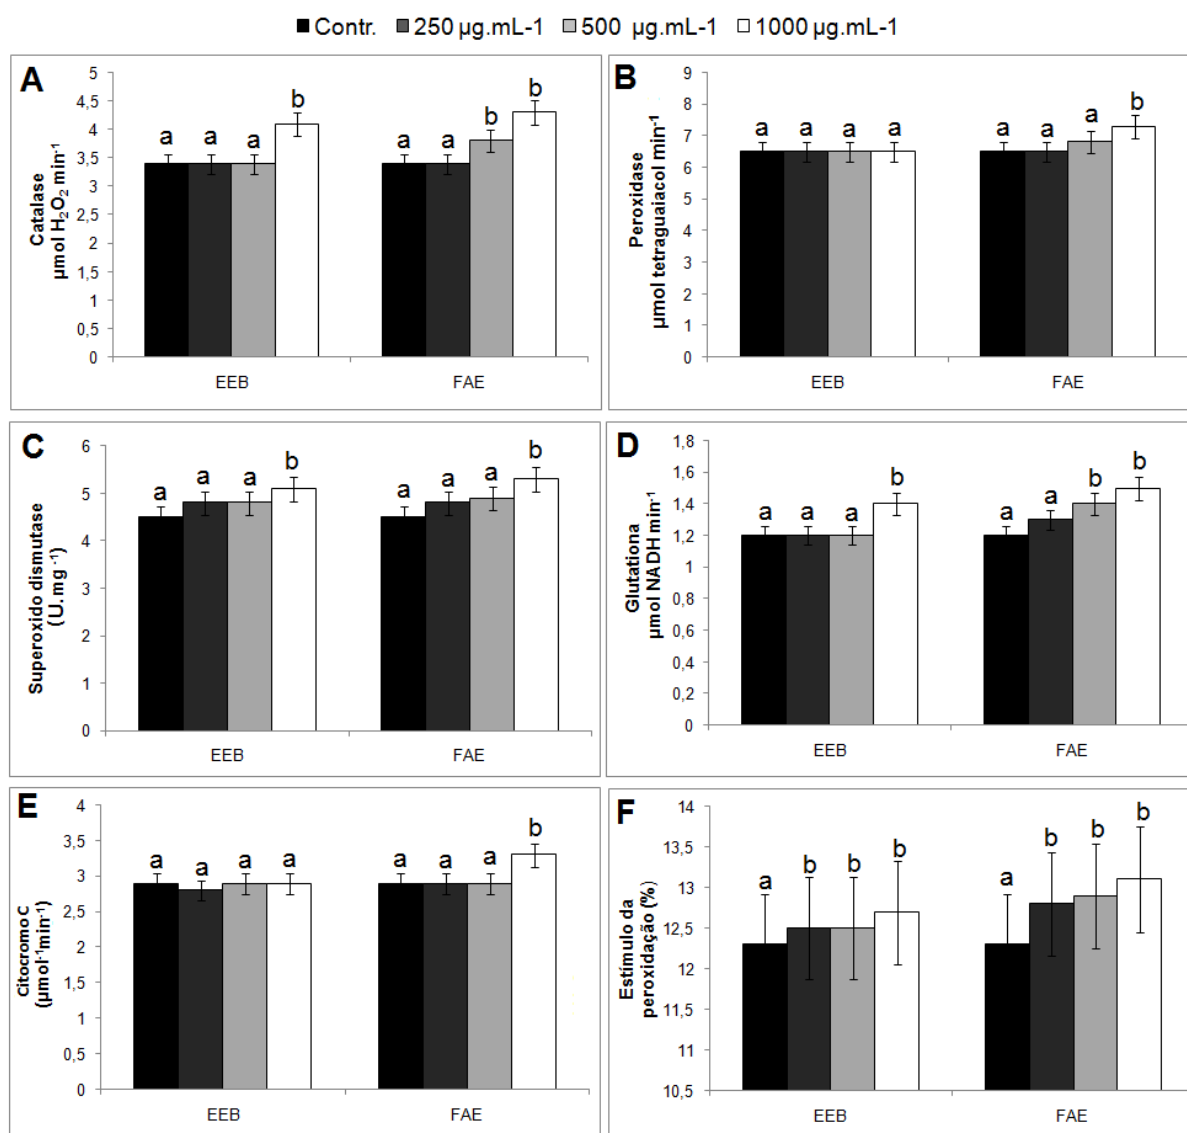 Contr. 250 µg.mL-1 500 µg.mL-1 1000 µg.mL-1
A
Catalase
µmol H₂O₂ min⁻¹
5
4,5
4
3,5
3
2,5
2
1,5
1
0,5
0
a a a b
a a b b
EEB FAE
B
Peroxidase
µmol tetraguaiacol min⁻¹
9
8
7
6
5
4
3
2
1
0
a a a a
a a a b
EEB FAE
C
Superoxido dismutase
(U. mg ⁻¹)
6
5
4
3
2
1
0
a a a b
a a a b
EEB FAE
D
Glutationa
µmol NADH min⁻¹
1,8
1,6
1,4
1,2
1
0,8
0,6
0,4
0,2
0
a a a b
a a b b
EEB FAE
E
Citocromo C
(µmol⁻¹min⁻¹)
4
3,5
3
2,5
2
1,5
1
0,5
0
a a a a
a a a b
EEB FAE
F
Estimulo da
peroxidação (%)
14
13,5
13
12,5
12
11,5
11
10,5
a b b b
a b b b
EEB FAE